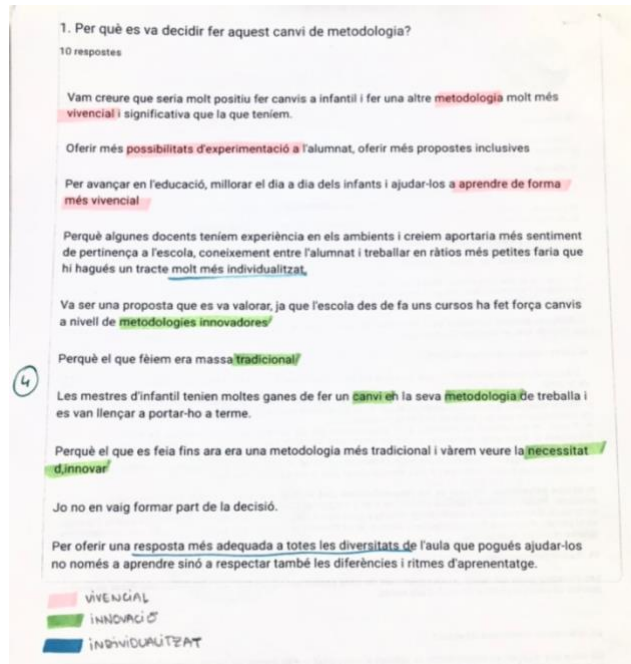 1. Per què es va decidir fer aquest canvi de metodologia?
10 respostes
Vam creure que seria molt positiu fer canvis a infantil i fer una altre metodologia molt més
vivencial i significativa que la que teníem.
Oferir més possibilitats d'experimentació a l'alumnat, oferir més propostes inclusives
Per avançar en l'educació, millorar el dia a dia dels infants i ajudar-los a aprendre de forma
més vivencial
Perquè algunes docents teníem experiència en els ambients i creiem aportaria més sentiment
de pertinença a l'escola, coneixement entre l'alumnat i treballar en ràtios més petites faria que
hi hagués un tracte molt més individualitzat.
Va ser una proposta que es va valorar, ja que l'escola des de fa uns cursos ha fet força canvis
a nivell de metodologies innovadores
Perquè el que fèiem era massa tradicional
4
Les mestres d'infantil tenien moltes ganes de fer un canvi en la seva metodologia de treballa i
es van llençar a portar-ho a terme.
Perquè el que es feia fins ara era una metodologia més tradicional i vàrem veure la necessitat
d,innovar
Jo no en vaig formar part de la decisió.
Per oferir una resposta més adequada a totes les diversitats de l'aula que pogués ajudar-los
no només a aprendre sinó a respectar també les diferències i ritmes d'aprenentatge.
VIVENCIAL
INNOVACIÓ
INDIVIDUALITZAT